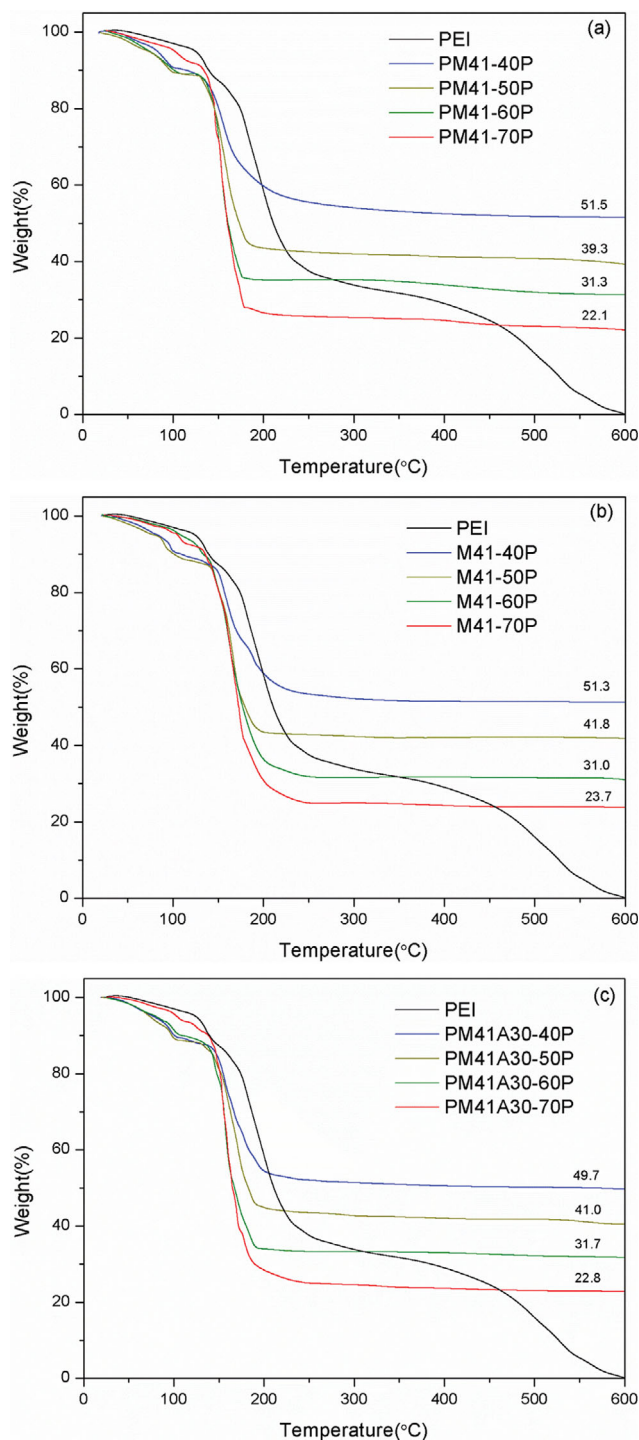 (a)
100
80
60
40
20
0
Weight(%)
PEI
PM41-40P
PM41-50P
PM41-60P
PM41-70P
51.5
39.3
31.3
22.1
0 100 200 300 400 500 600
Temperature(°C)
(b)
100
80
60
40
20
0
Weight(%)
PEI
M41-40P
M41-50P
M41-60P
M41-70P
51.3
41.8
31.0
23.7
0 100 200 300 400 500 600
Temperature(°C)
(c)
100
80
60
40
20
0
Weight(%)
PEI
PM41A30-40P
PM41A30-50P
PM41A30-60P
PM41A30-70P
49.7
41.0
31.7
22.8
0 100 200 300 400 500 600
Temperature(°C)